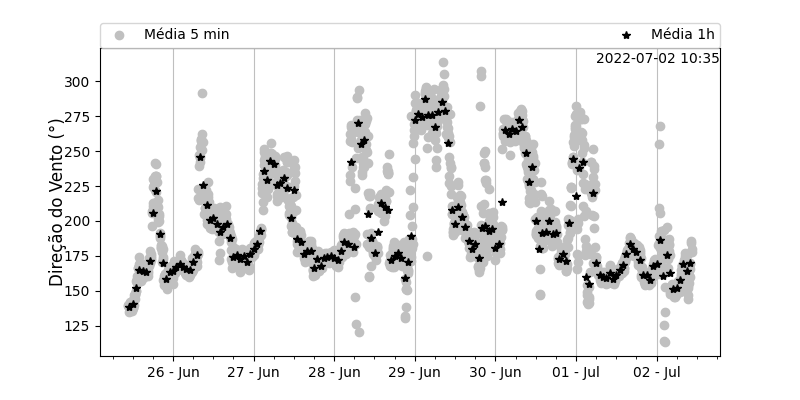 Média 5 min
Média 1h
2022-07-02 10:35
Direção do Vento (°)
300
275
250
225
200
175
150
125
26 - Jun
27 - Jun
28 - Jun
29 - Jun
30 - Jun
01 - Jul
02 - Jul